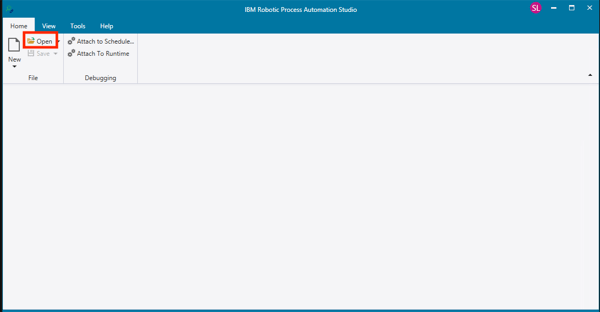 IBM Robotic Process Automation Studio
SL
Home View Tools Help
New
Open
Save
Attach to Schedule...
Attach To Runtime
File
Debugging